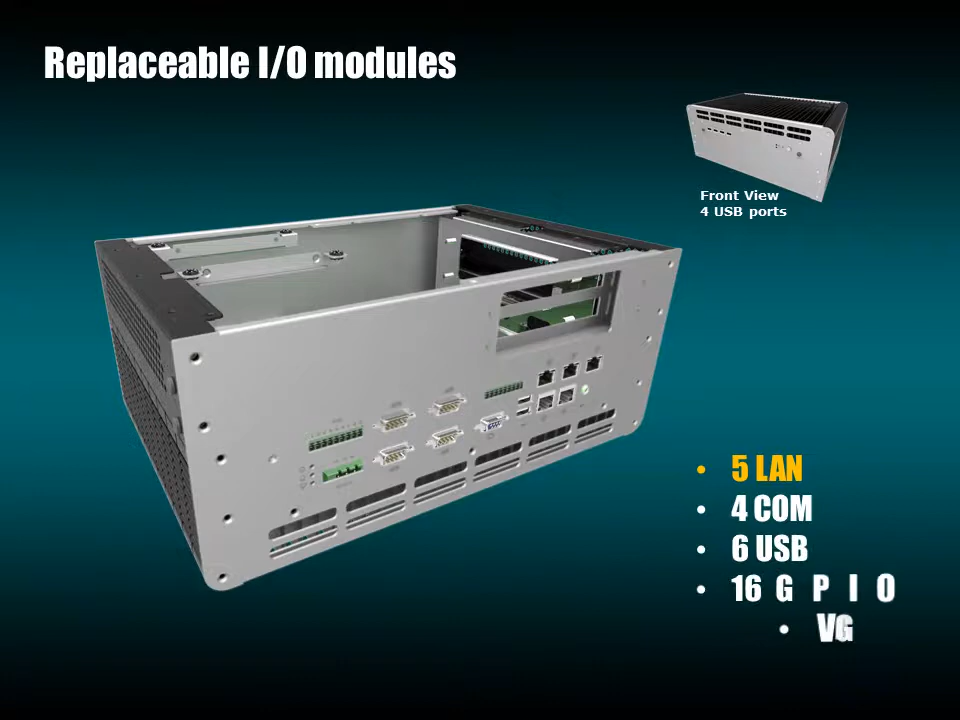 Replaceable I/O modules
Front View
4 USB ports
• 5 LAN
• 4 COM
• 6 USB
• 16 G P I O
• VG